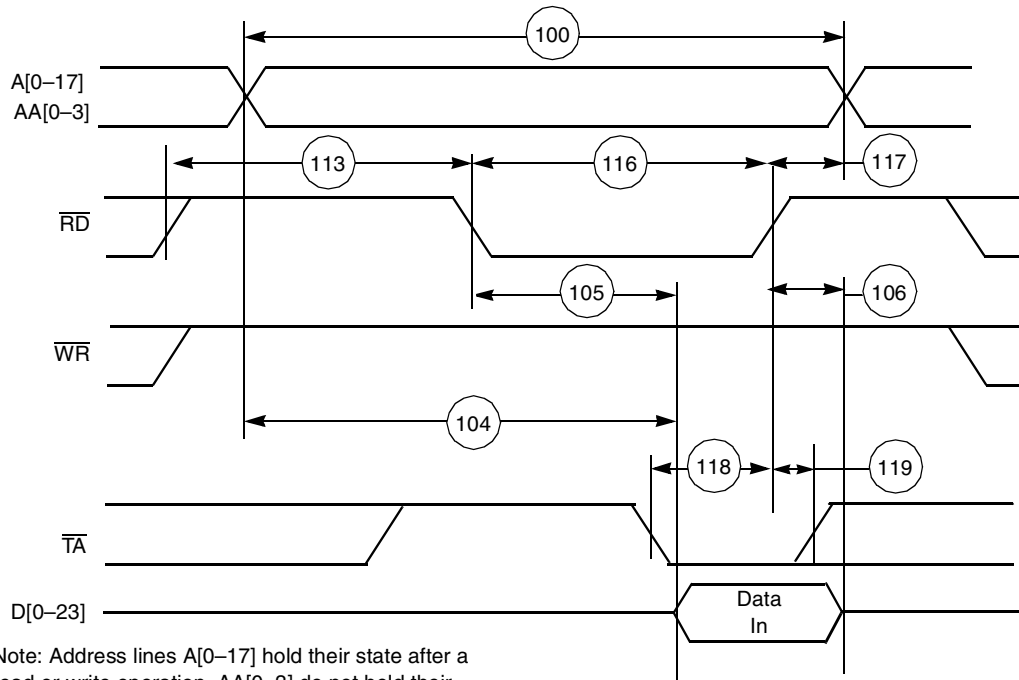 100
A[0–17]
AA[0–3]
113
116
117
RD
105
106
WR
104
118
119
TA
D[0–23]
Data
In
Note: Address lines A[0–17] hold their state after a
read or write operation. AA[0–3] do not hold their